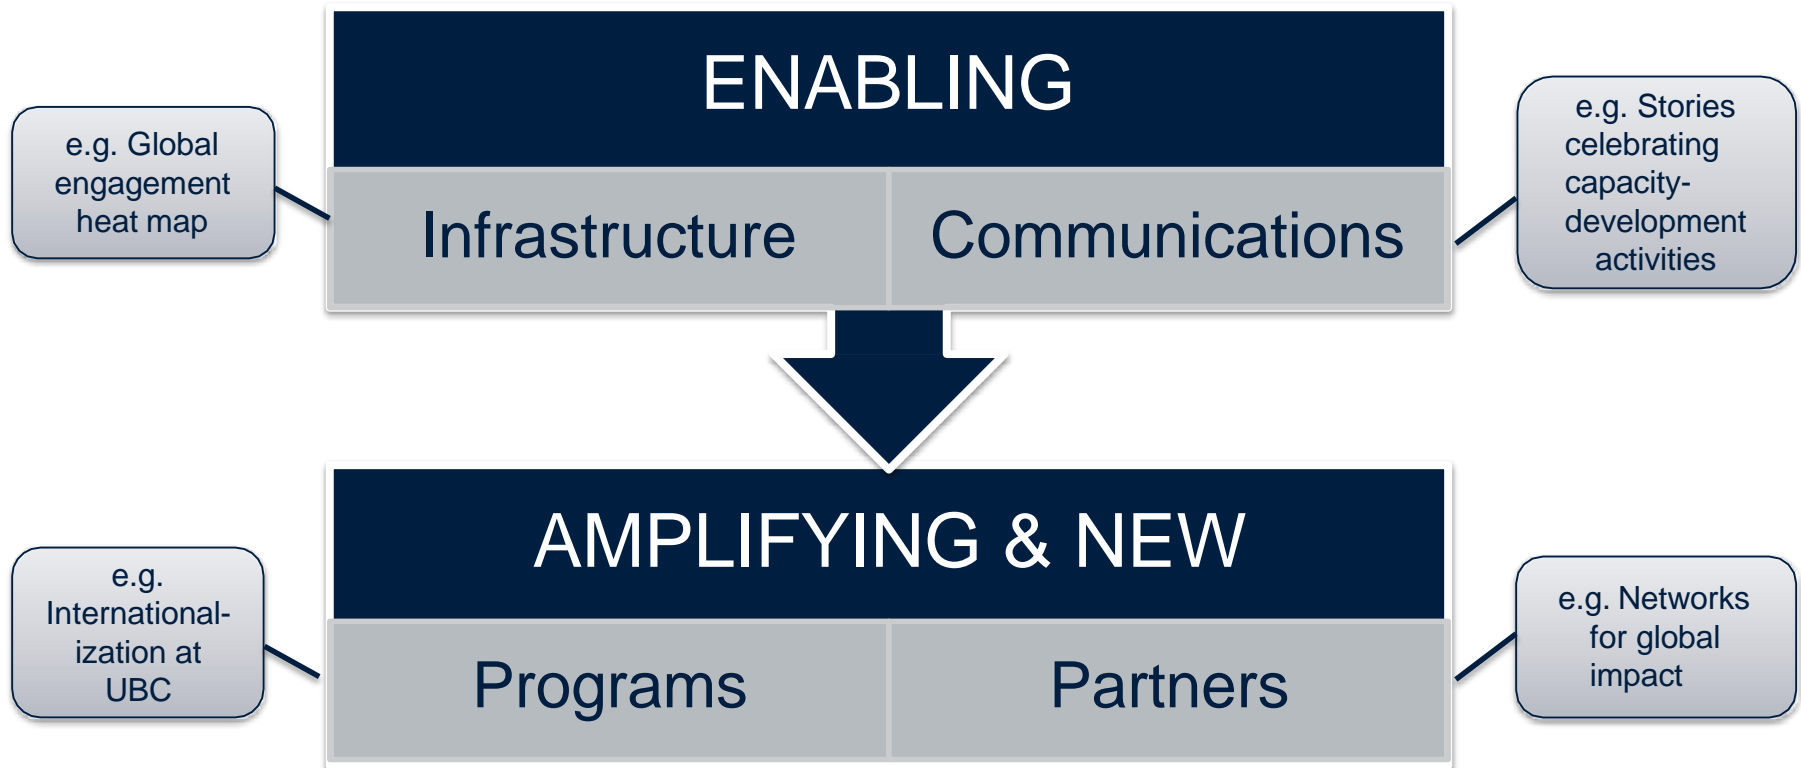 ENABLING
e.g. Global
engagement
heat map
Infrastructure
Communications
e.g. Stories
celebrating
capacity-
development
activities
AMPLIFYING & NEW
e.g.
International-
ization at
UBC
Programs
Partners
e.g. Networks
for global
impact